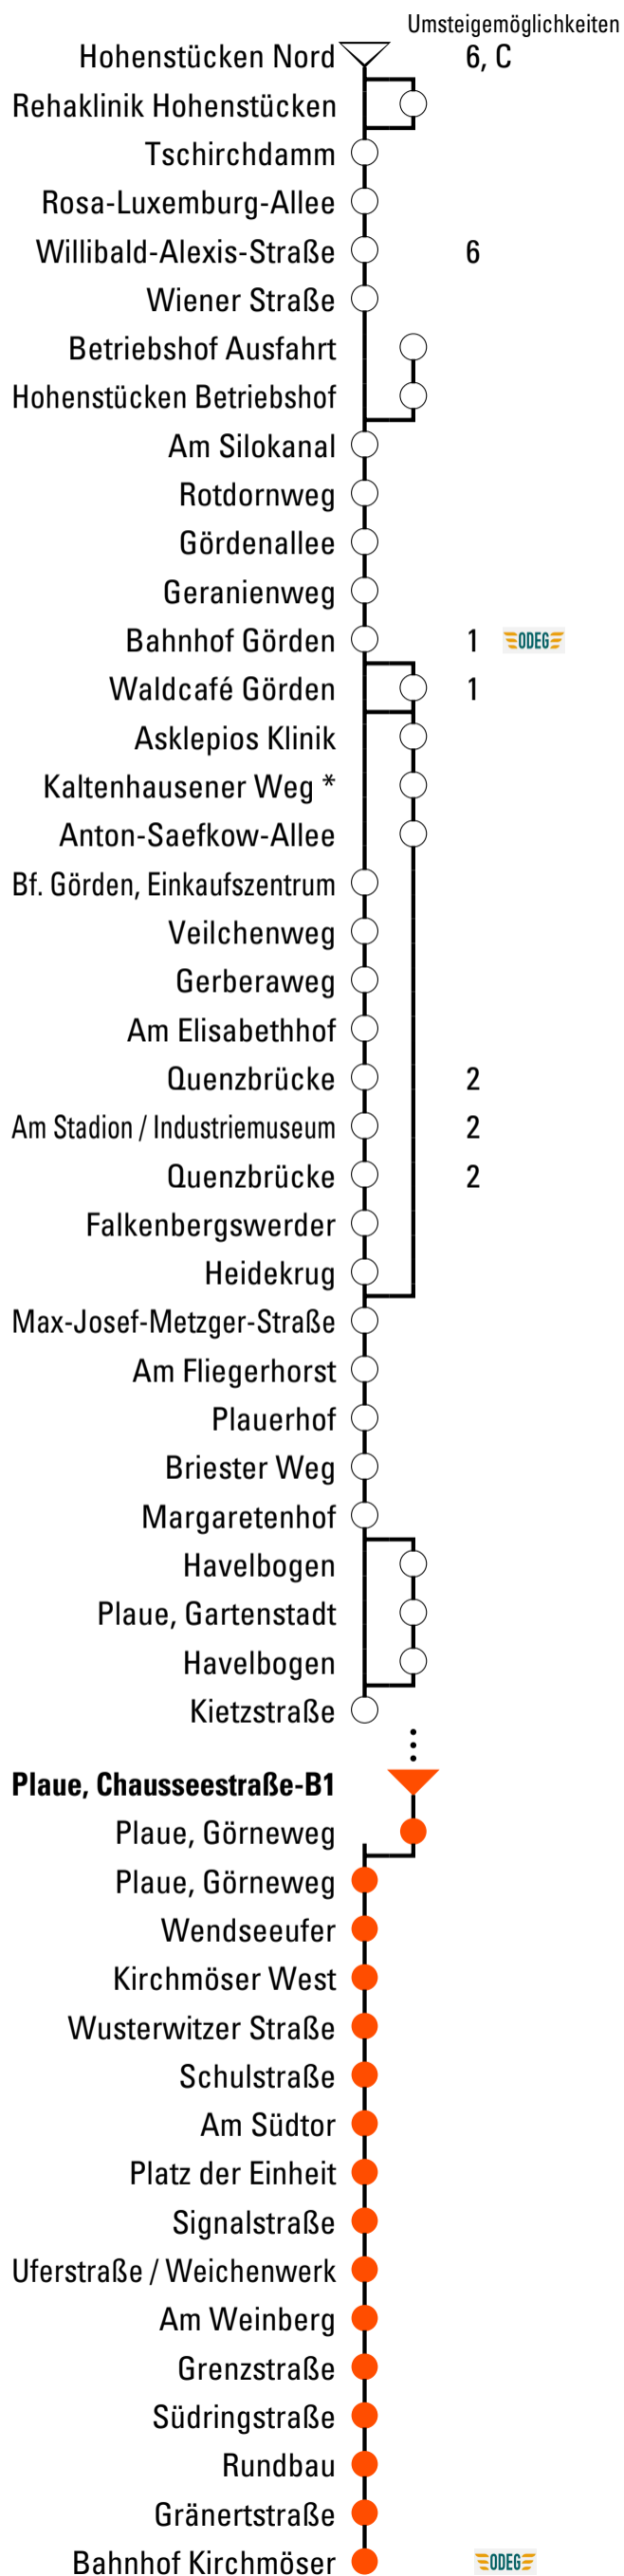 Umsteigemöglichkeiten
Hohenstücken Nord 6, C
Rehaklinik Hohenstücken
Tschirchdamm
Rosa-Luxemburg-Allee
Willibald-Alexis-Straße 6
Wiener Straße
Betriebshof Ausfahrt
Hohenstücken Betriebshof
Am Silokanal
Rotdornweg
Gördenallee
Geranienweg
Bahnhof Görden 1 ODEG
Waldcafé Görden 1
Asklepios Klinik
Kaltenhausener Weg *
Anton-Saefkow-Allee
Bf. Görden, Einkaufszentrum
Veilchenweg
Gerberaweg
Am Elisabethhof
Quenzbrücke 2
Am Stadion / Industriemuseum 2
Quenzbrücke 2
Falkenbergswerder
Heidekrug
Max-Josef-Metzger-Straße
Am Fliegerhorst
Plauerhof
Briester Weg
Margaretenhof
Havelbogen
Plaue, Gartenstadt
Havelbogen
Kietzstraße
Plaue, Chausseestraße-B1
Plaue, Görneweg
Plaue, Görneweg
Wendseeufer
Kirchmöser West
Wusterwitzer Straße
Schulstraße
Am Südtor
Platz der Einheit
Signalstraße
Uferstraße / Weichenwerk
Am Weinberg
Grenzstraße
Südringstraße
Rundbau
Gränertstraße
Bahnhof Kirchmöser ODEG